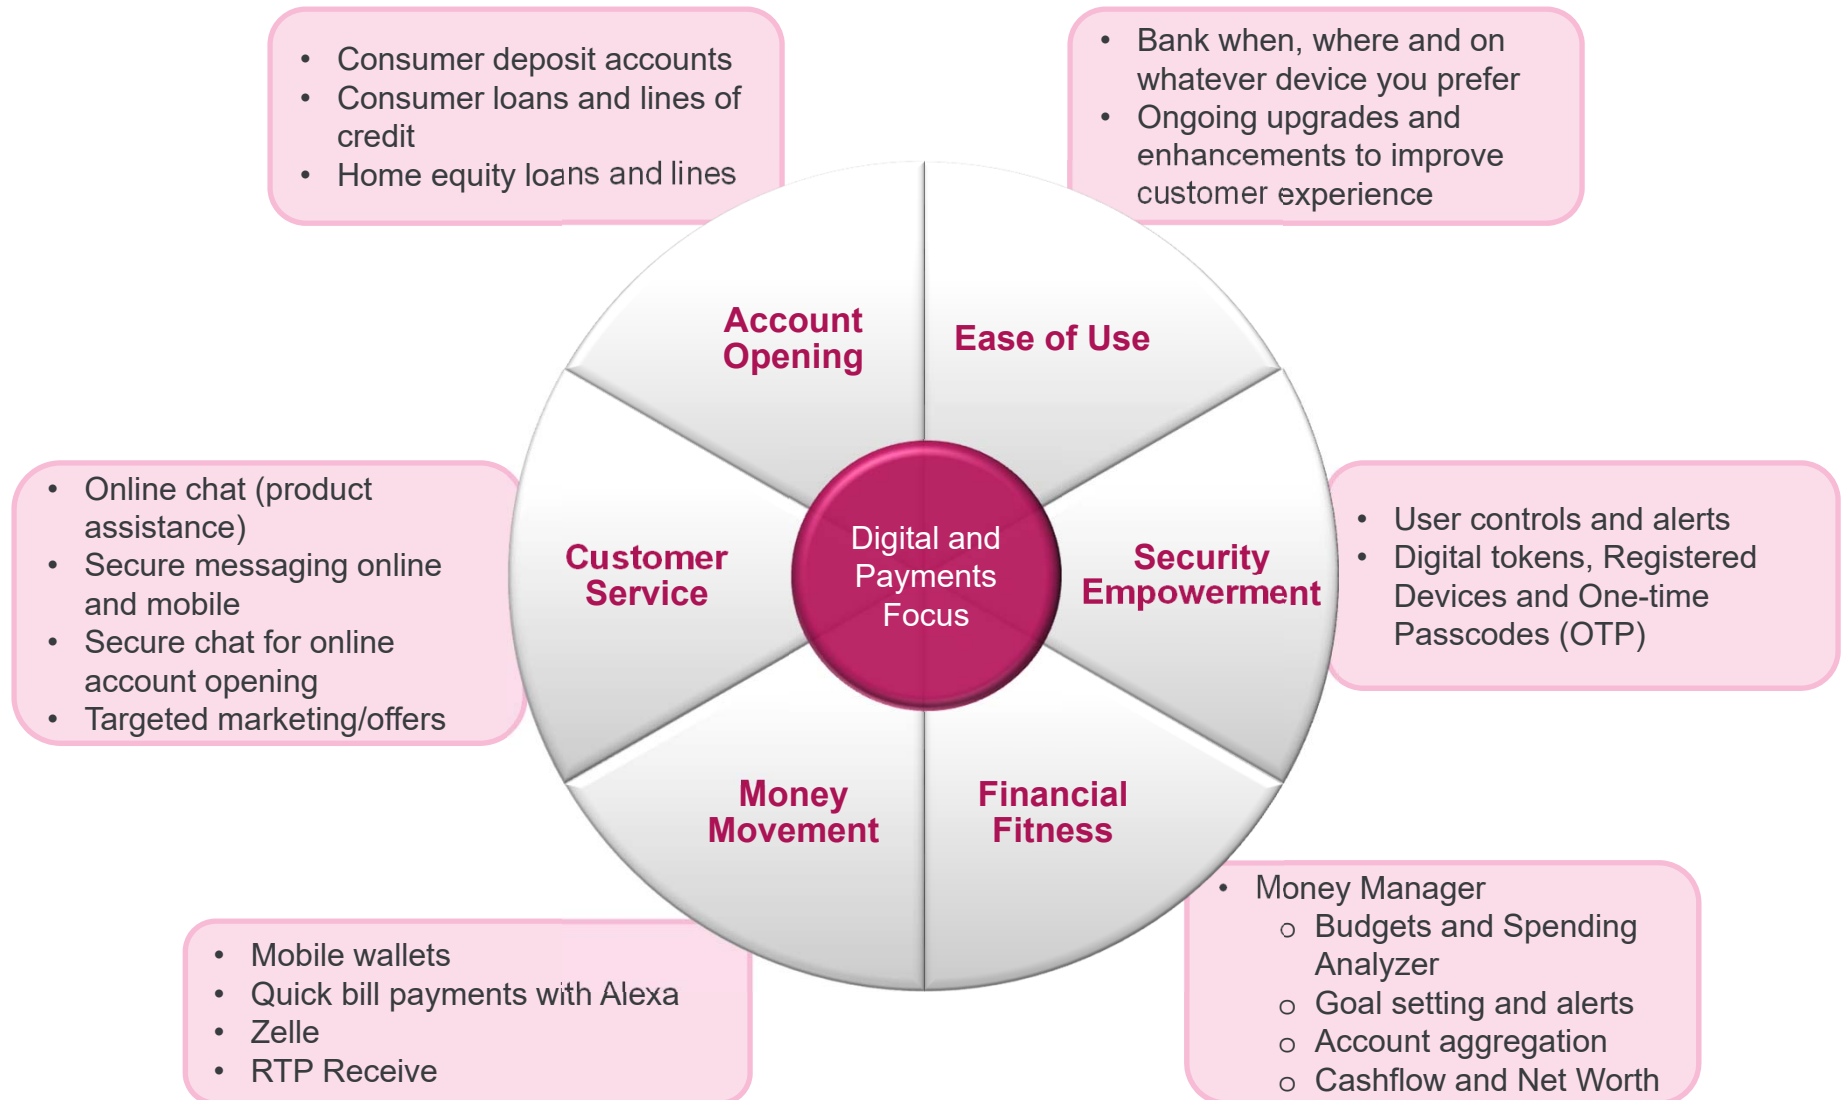 • Consumer deposit accounts
• Consumer loans and lines of
credit
• Home equity loans and lines
• Bank when, where and on
whatever device you prefer
• Ongoing upgrades and
enhancements to improve
customer experience
Account
Opening
Ease of Use
• Online chat (product
assistance)
• Secure messaging online
and mobile
• Secure chat for online
account opening
• Targeted marketing/offers
Customer
Service
Digital and
Payments
Focus
Security
Empowerment
• User controls and alerts
• Digital tokens, Registered
Devices and One-time
Passcodes (OTP)
Money
Movement
Financial
Fitness
• Mobile wallets
• Quick bill payments with Alexa
• Zelle
• RTP Receive
• Money Manager
o Budgets and Spending
Analyzer
o Goal setting and alerts
o Account aggregation
o Cashflow and Net Worth